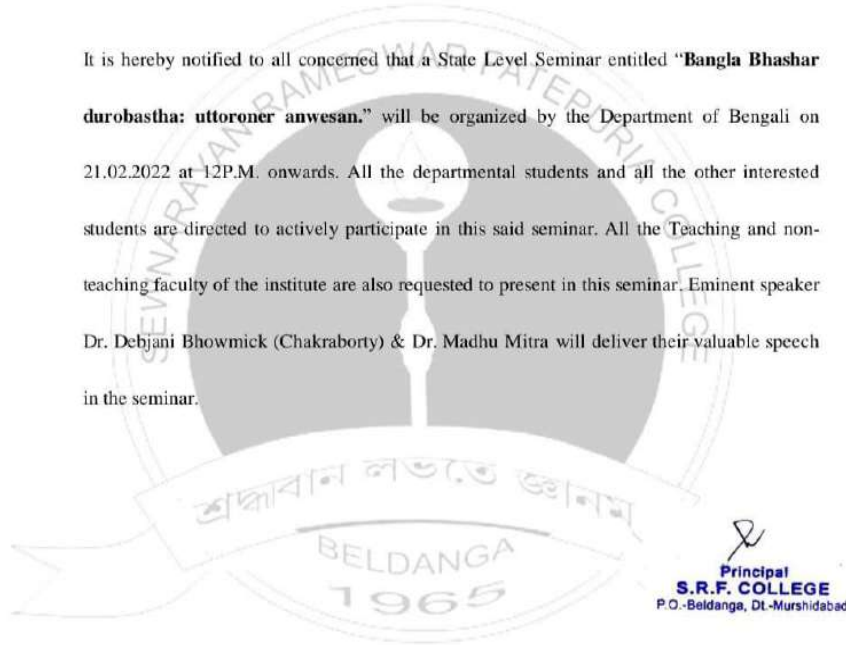 It is hereby notified to all concerned that a State Level Seminar entitled “Bangla Bhashar
durobastha: uttoroner anwesan.” will be organized by the Department of Bengali on
21.02.2022 at 12P.M. onwards. All the departmental students and all the other interested
students are directed to actively participate in this said seminar. All the Teaching and non-
teaching faculty of the institute are also requested to present in this seminar. Eminent speaker
Dr. Debjani Bhowmick (Chakraborty) & Dr. Madhu Mitra will deliver their valuable speech
in the seminar.
SEVNARAYAN RAMESWAR FATEPURIA COLLEGE
শ্রদ্ধাবান লভতে জ্ঞানম
BELDANGA
1965
Principal
S.R.F. COLLEGE
P.O.-Beldanga, Dt.-Murshidabad